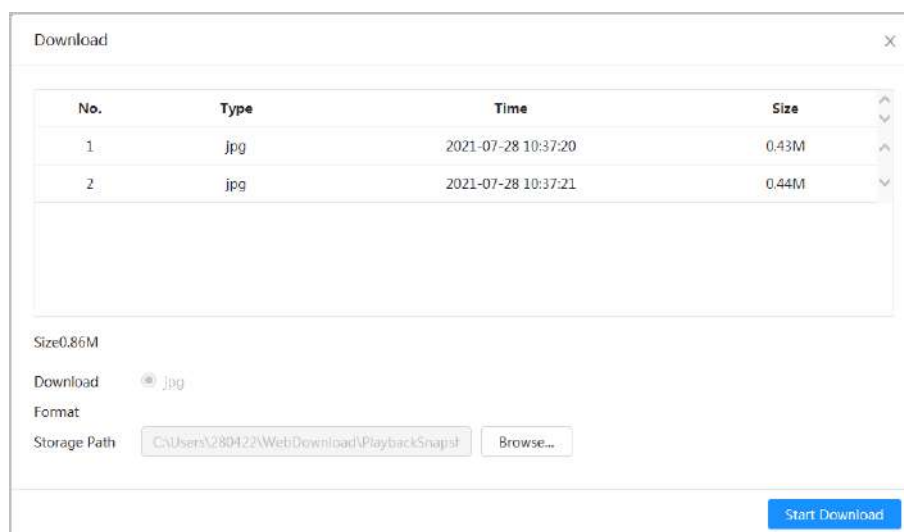 Download
No. Type Time Size
1 jpg 2021-07-28 10:37:20 0.43M
2 jpg 2021-07-28 10:37:21 0.44M
Size0.86M
Download jpg
Format
Storage Path C:\Users\280422\WebDownload\PlaybackSnapsh Browse...
Start Download